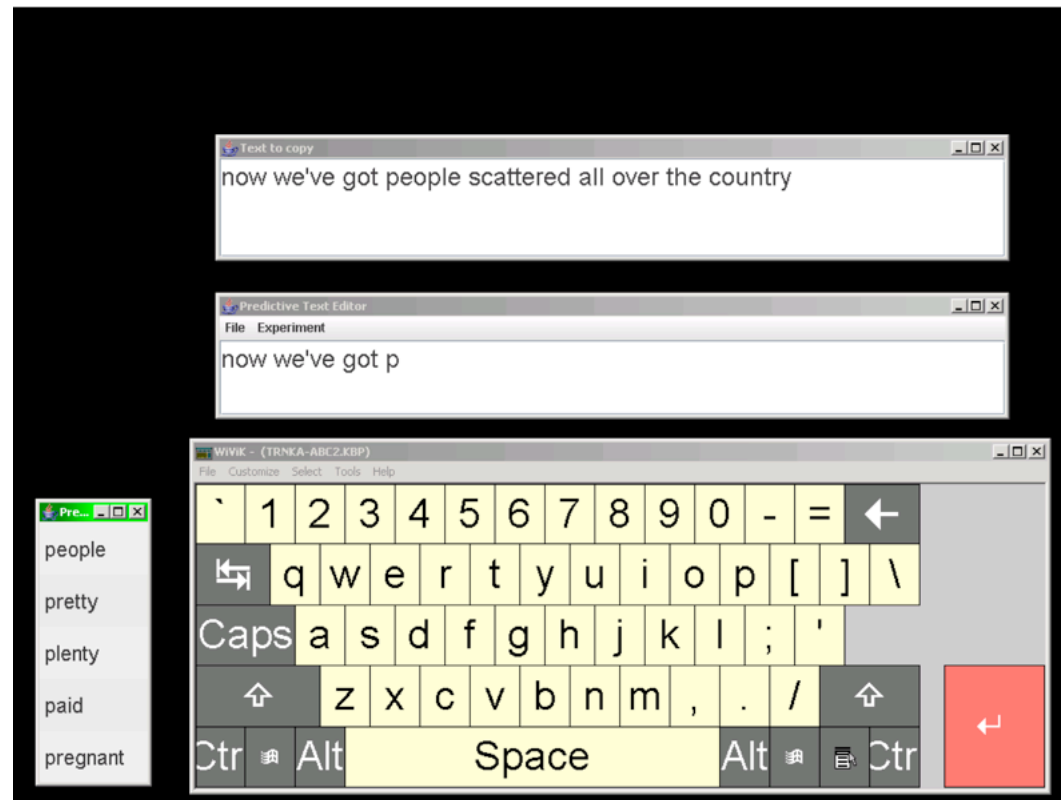 Text to copy
now we've got people scattered all over the country
Predictive Text Editor
File Experiment
now we've got p
WiViK - (TRNKA-ABC2.KBP)
File Customize Select Tools Help
` 1 2 3 4 5 6 7 8 9 0 - =
q w e r t y u i o p [ ] \
Caps a s d f g h j k l ; '
z x c v b n m , . /
Ctr Alt Space Alt Ctr
Pre...
people
pretty
plenty
paid
pregnant